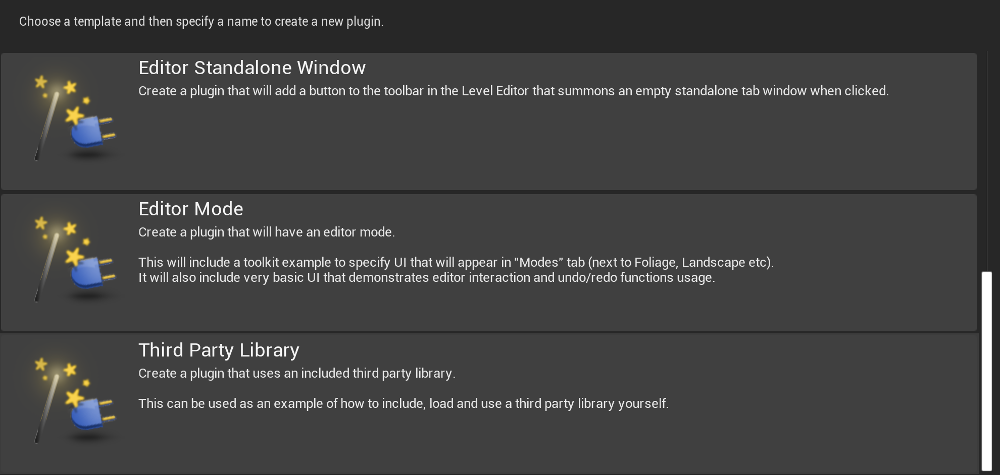 Choose a template and then specify a name to create a new plugin.
Editor Standalone Window
Create a plugin that will add a button to the toolbar in the Level Editor that summons an empty standalone tab window when clicked.
Editor Mode
Create a plugin that will have an editor mode.
This will include a toolkit example to specify UI that will appear in "Modes" tab (next to Foliage, Landscape etc).
It will also include very basic UI that demonstrates editor interaction and undo/redo functions usage.
Third Party Library
Create a plugin that uses an included third party library.
This can be used as an example of how to include, load and use a third party library yourself.